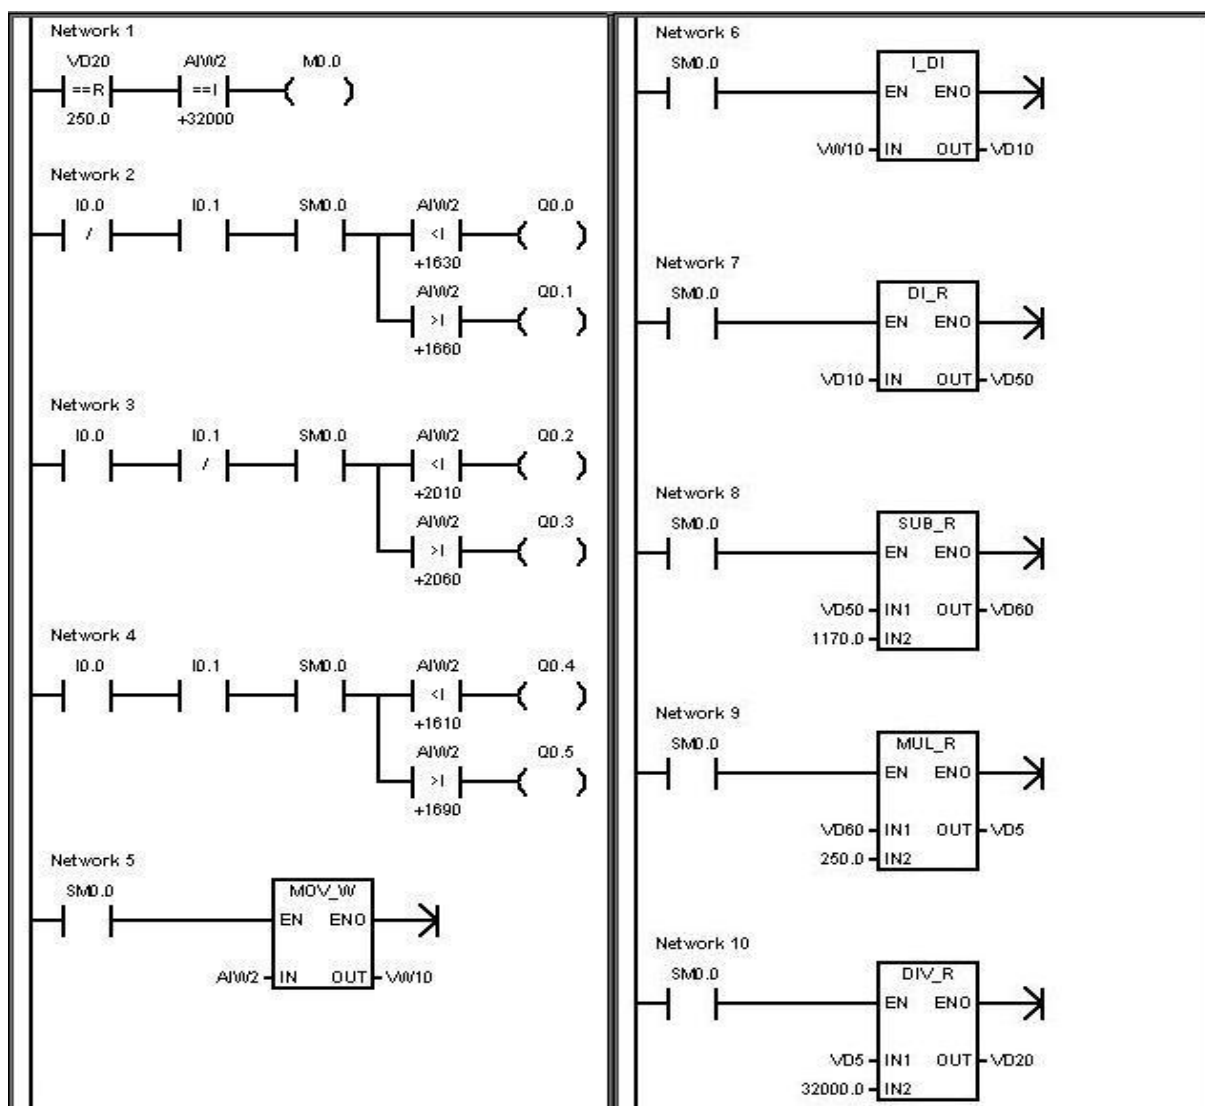 Network 1
VD20 AIW2 M0.0
==R ==I
250.0 +32000
Network 2
I0.0 I0.1 SM0.0 AIW2 Q0.0
/ <I
+1630
AIW2 Q0.1
>I
+1660
Network 3
I0.0 I0.1 SM0.0 AIW2 Q0.2
/ <I
+2010
AIW2 Q0.3
>I
+2060
Network 4
I0.0 I0.1 SM0.0 AIW2 Q0.4
<I
+1610
AIW2 Q0.5
>I
+1690
Network 5
SM0.0 MOV_W
EN ENO
AIW2 IN OUT VW10
Network 6
SM0.0 I_DI
EN ENO
VW10 IN OUT VD10
Network 7
SM0.0 DI_R
EN ENO
VD10 IN OUT VD50
Network 8
SM0.0 SUB_R
EN ENO
VD50 IN1 OUT VD60
1170.0 IN2
Network 9
SM0.0 MUL_R
EN ENO
VD60 IN1 OUT VD5
250.0 IN2
Network 10
SM0.0 DIV_R
EN ENO
VD5 IN1 OUT VD20
32000.0 IN2